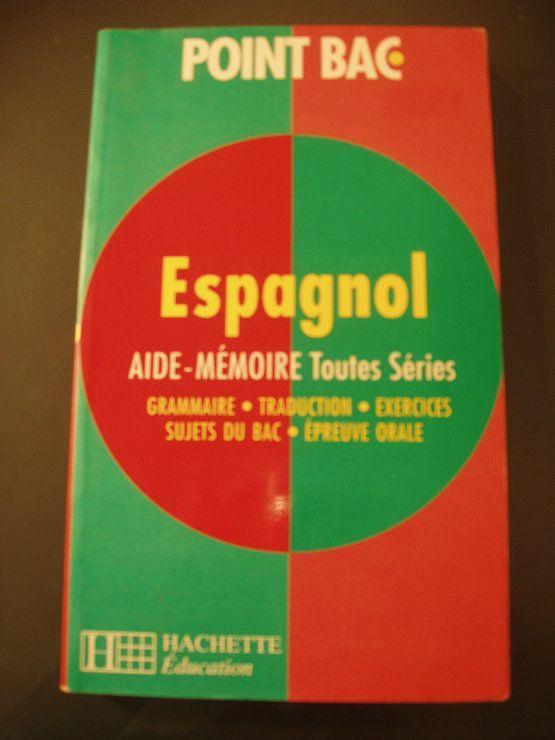 POINT BAC
Espagnol
AIDE-MÉMOIRE Toutes Séries
GRAMMAIRE • TRADUCTION • EXERCICES
SUJETS DU BAC • ÉPREUVE ORALE
H HACHETTE
Éducation